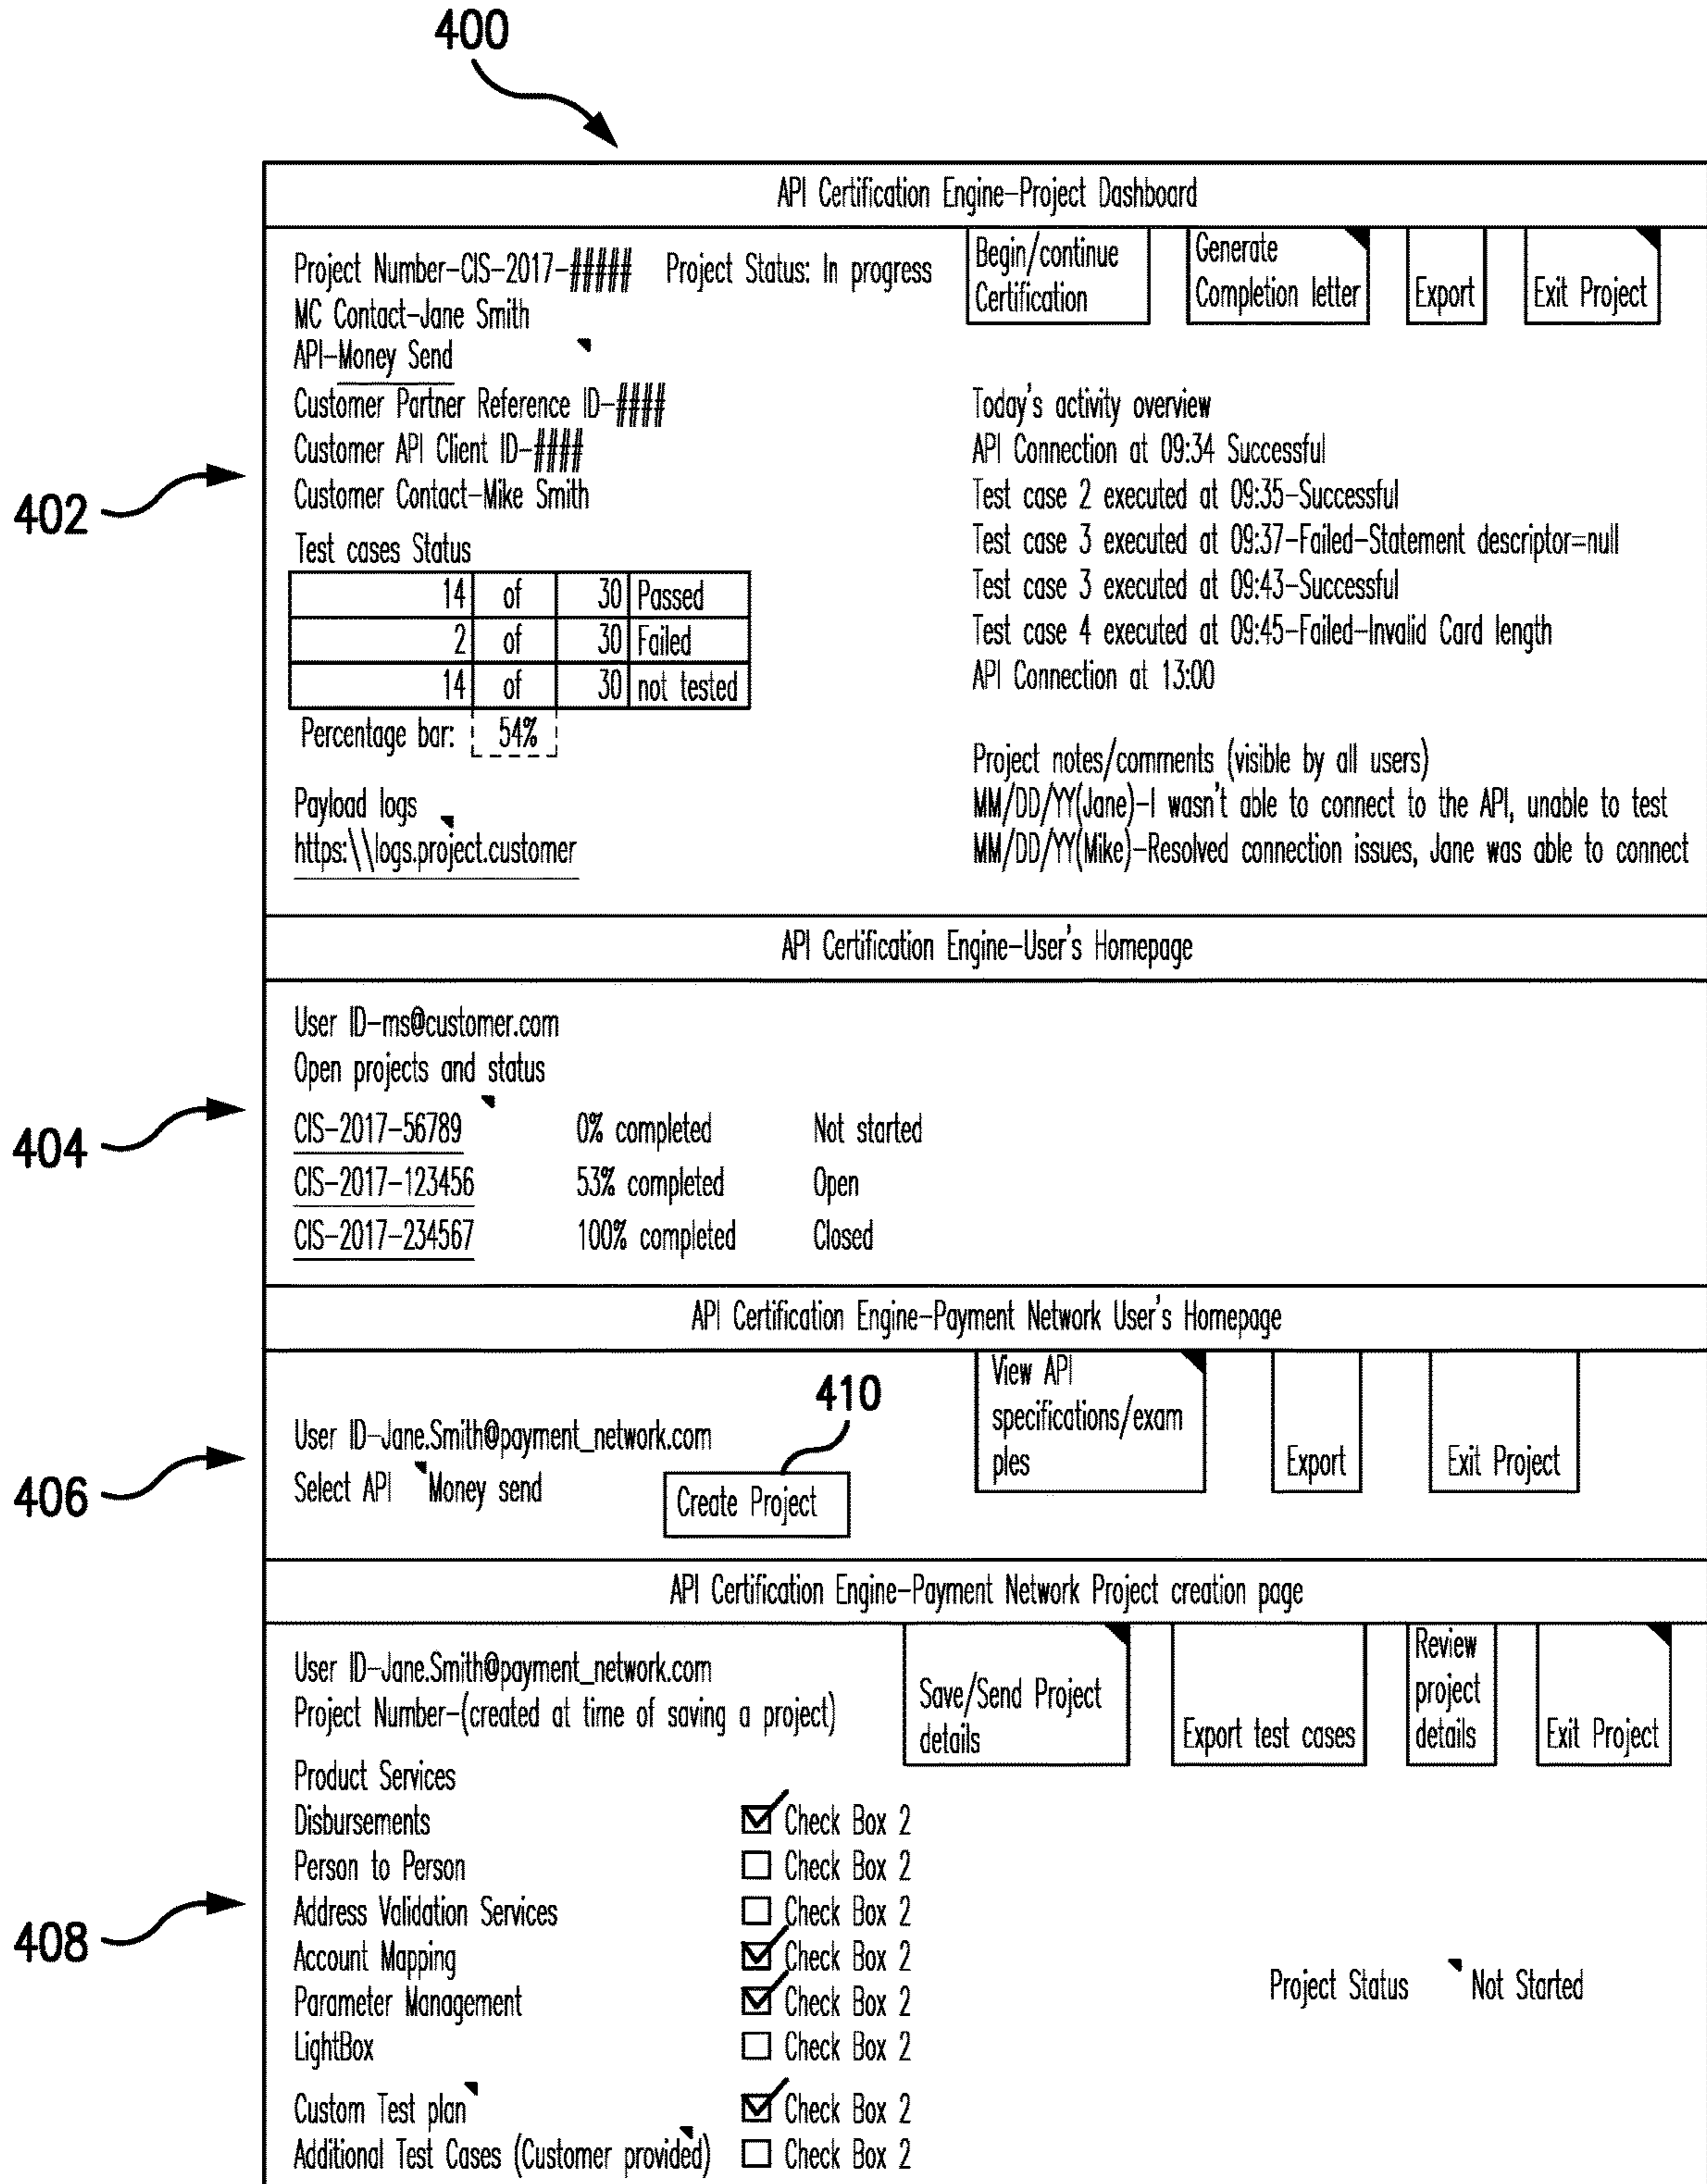 400
API Certification Engine-Project Dashboard
Project Number-CIS-2017-##### Project Status: In progress
Begin/continue
Certification
Generate
Completion letter
Export
Exit Project
MC Contact-Jane Smith
API-Money Send
Customer Partner Reference ID-####
Customer API Client ID-####
402
Customer Contact-Mike Smith
Test cases Status
14 of 30 Passed
2 of 30 Failed
14 of 30 not tested
Percentage bar: 54%
Payload logs
https:\\logs.project.customer
Today's activity overview
API Connection at 09:34 Successful
Test case 2 executed at 09:35-Successful
Test case 3 executed at 09:37-Failed-Statement descriptor=null
Test case 3 executed at 09:43-Successful
Test case 4 executed at 09:45-Failed-Invalid Card length
API Connection at 13:00
Project notes/comments (visible by all users)
MM/DD/YY(Jane)-I wasn't able to connect to the API, unable to test
MM/DD/YY(Mike)-Resolved connection issues, Jane was able to connect
API Certification Engine-User's Homepage
User ID-ms@customer.com
Open projects and status
404
CIS-2017-56789 0% completed Not started
CIS-2017-123456 53% completed Open
CIS-2017-234567 100% completed Closed
API Certification Engine-Payment Network User's Homepage
406
User ID-Jane.Smith@payment_network.com
Select API Money send
410
Create Project
View API
specifications/exam
ples
Export
Exit Project
API Certification Engine-Payment Network Project creation page
User ID-Jane.Smith@payment_network.com
Project Number-(created at time of saving a project)
Save/Send Project
details
Export test cases
Review
project
details
Exit Project
408
Product Services
Disbursements Check Box 2
Person to Person Check Box 2
Address Validation Services Check Box 2
Account Mapping Check Box 2
Parameter Management Check Box 2
LightBox Check Box 2
Custom Test plan Check Box 2
Additional Test Cases (Customer provided) Check Box 2
Project Status Not Started